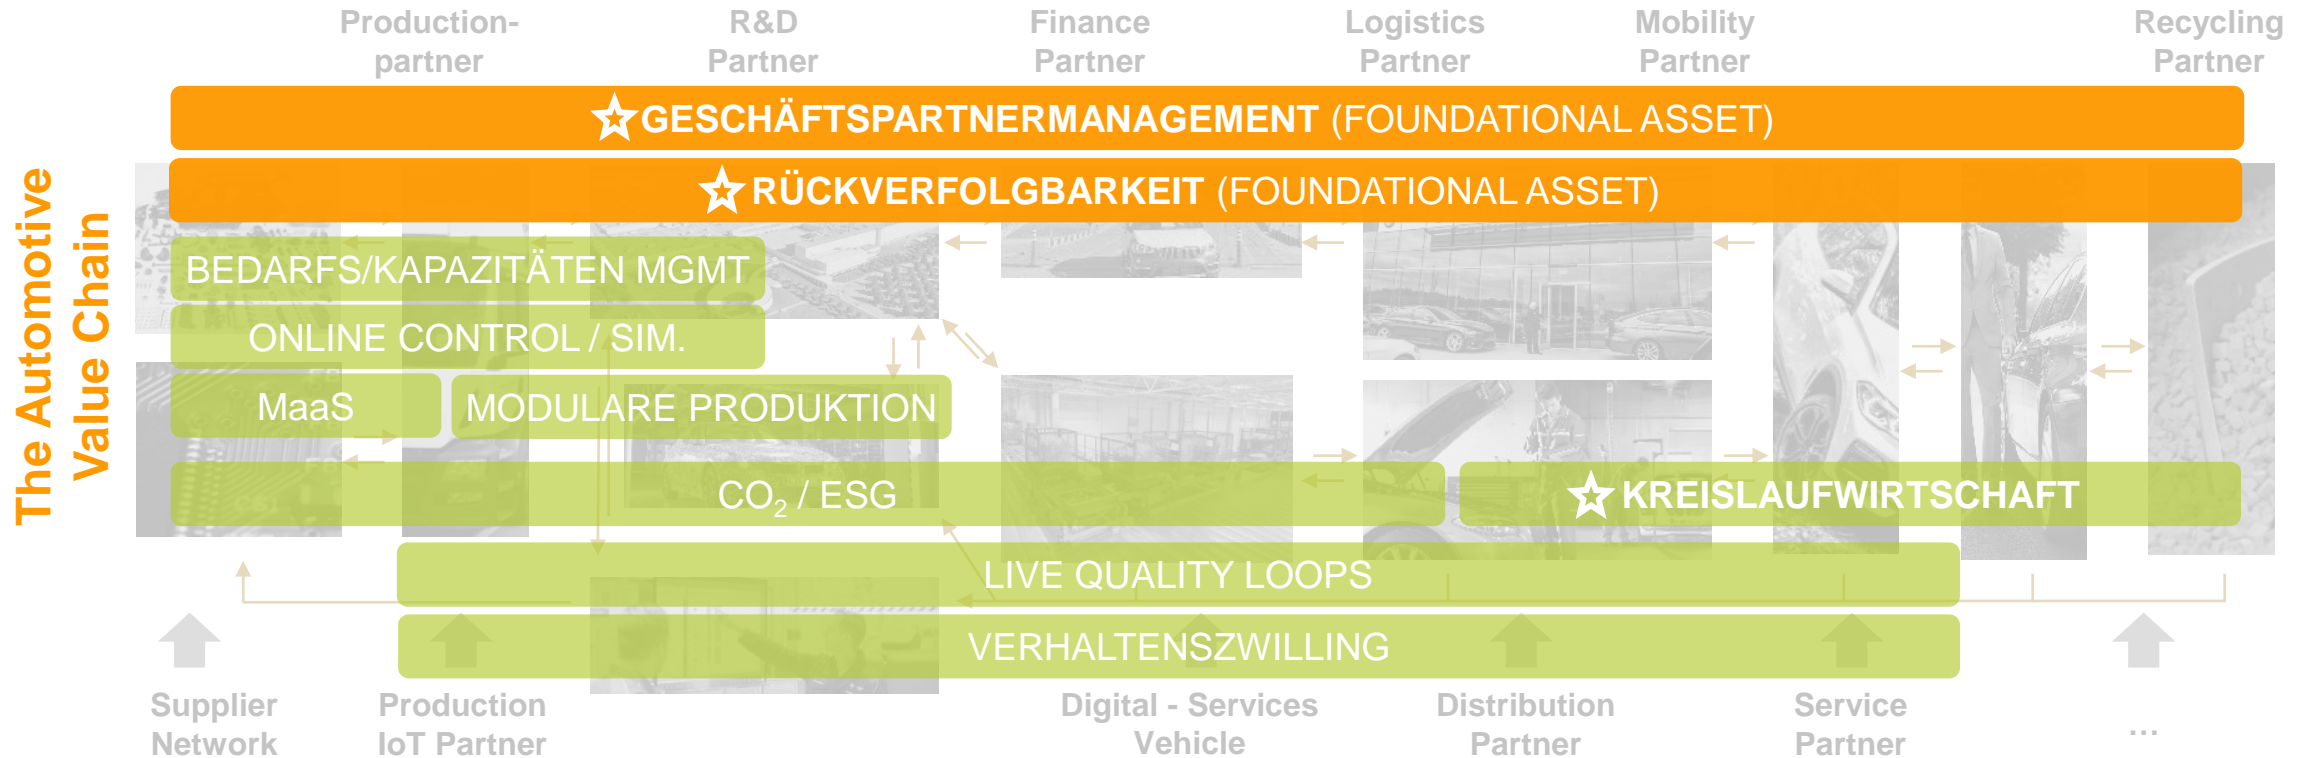 Production-
partner
R&D
Partner
Finance
Partner
Logistics
Partner
Mobility
Partner
Recycling
Partner
The Automotive
Value Chain
GESCHÄFTSPARTNERMANAGEMENT (FOUNDATIONAL ASSET)
RÜCKVERFOLGBARKEIT (FOUNDATIONAL ASSET)
BEDARFS/KAPAZITÄTEN MGMT
ONLINE CONTROL / SIM.
MaaS
MODULARE PRODUKTION
CO₂ / ESG
KREISLAUFWIRTSCHAFT
LIVE QUALITY LOOPS
VERHALTENSZWILLING
Supplier
Network
Production
IoT Partner
Digital - Services
Vehicle
Distribution
Partner
Service
Partner
...